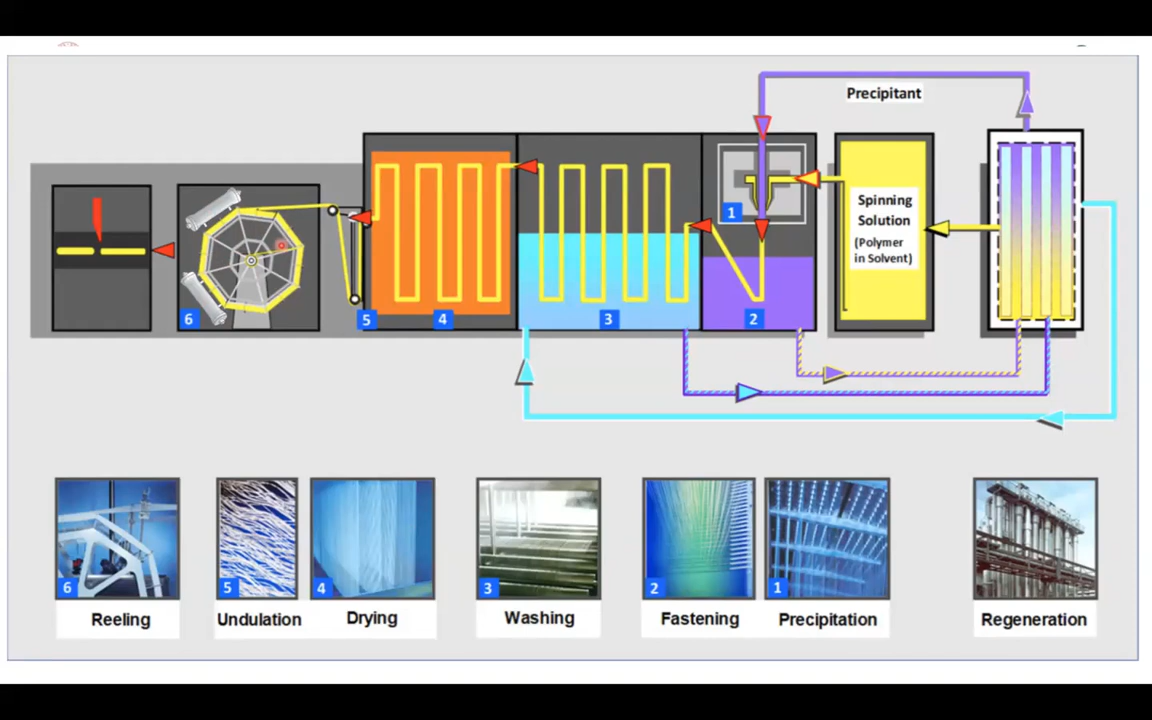 Precipitant
Spinning
Solution
(Polymer
in Solvent)
1
2
3
4
5
6
6
5
4
3
2
1
Reeling
Undulation
Drying
Washing
Fastening
Precipitation
Regeneration